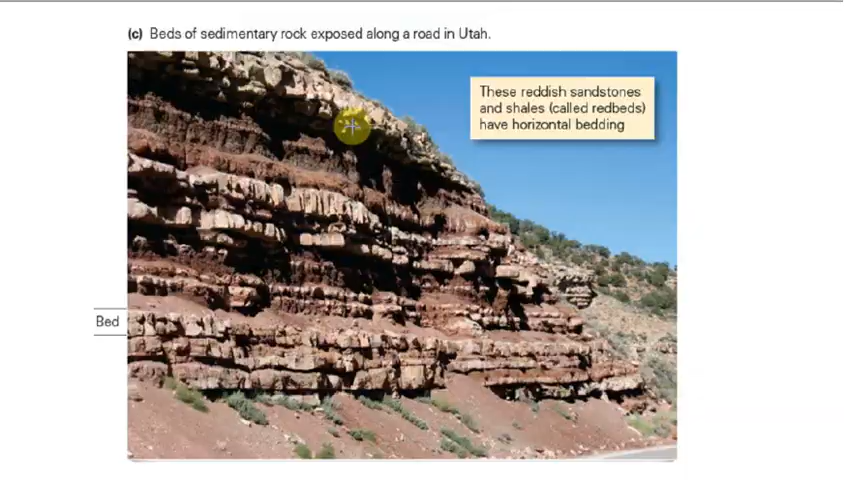 (c) Beds of sedimentary rock exposed along a road in Utah.
These reddish sandstones
and shales (called redbeds)
have horizontal bedding
Bed